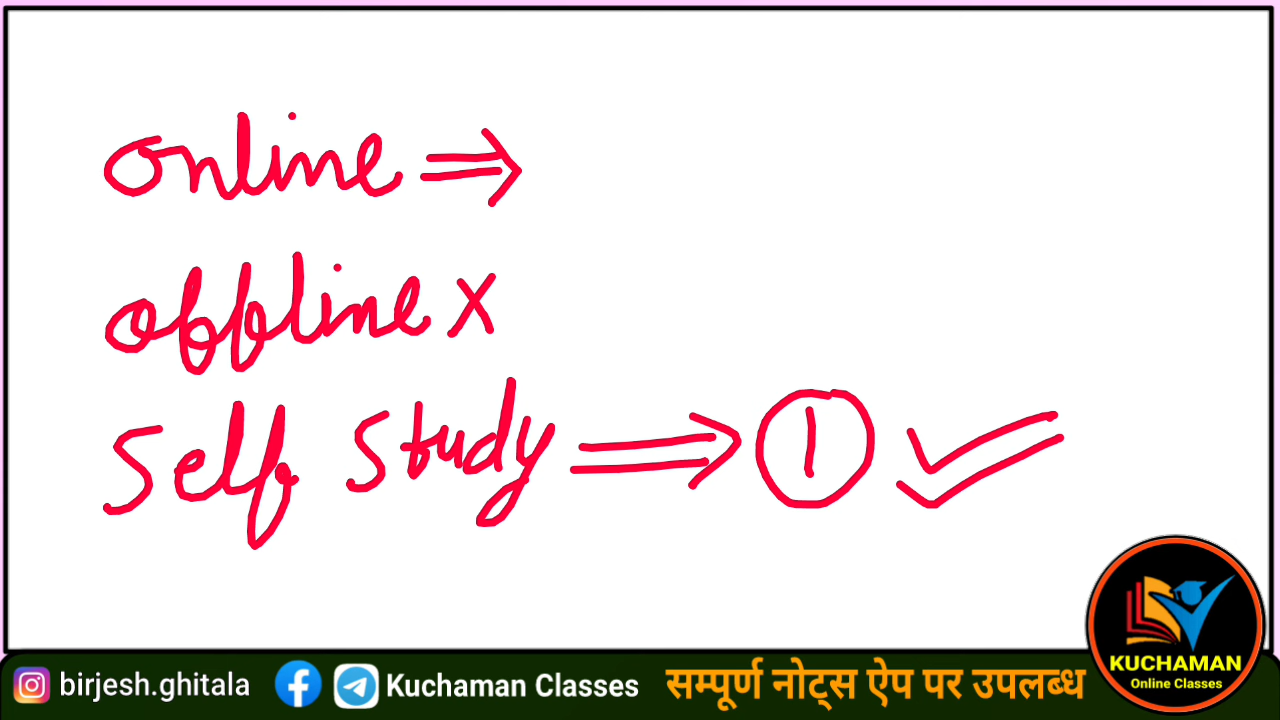 Online ⇒
offline X
Self Study ⇒ 1 ✓
birjesh.ghitala
Kuchaman Classes
सम्पूर्ण नोट्स ऐप पर उपलब्ध
KUCHAMAN
Online Classes